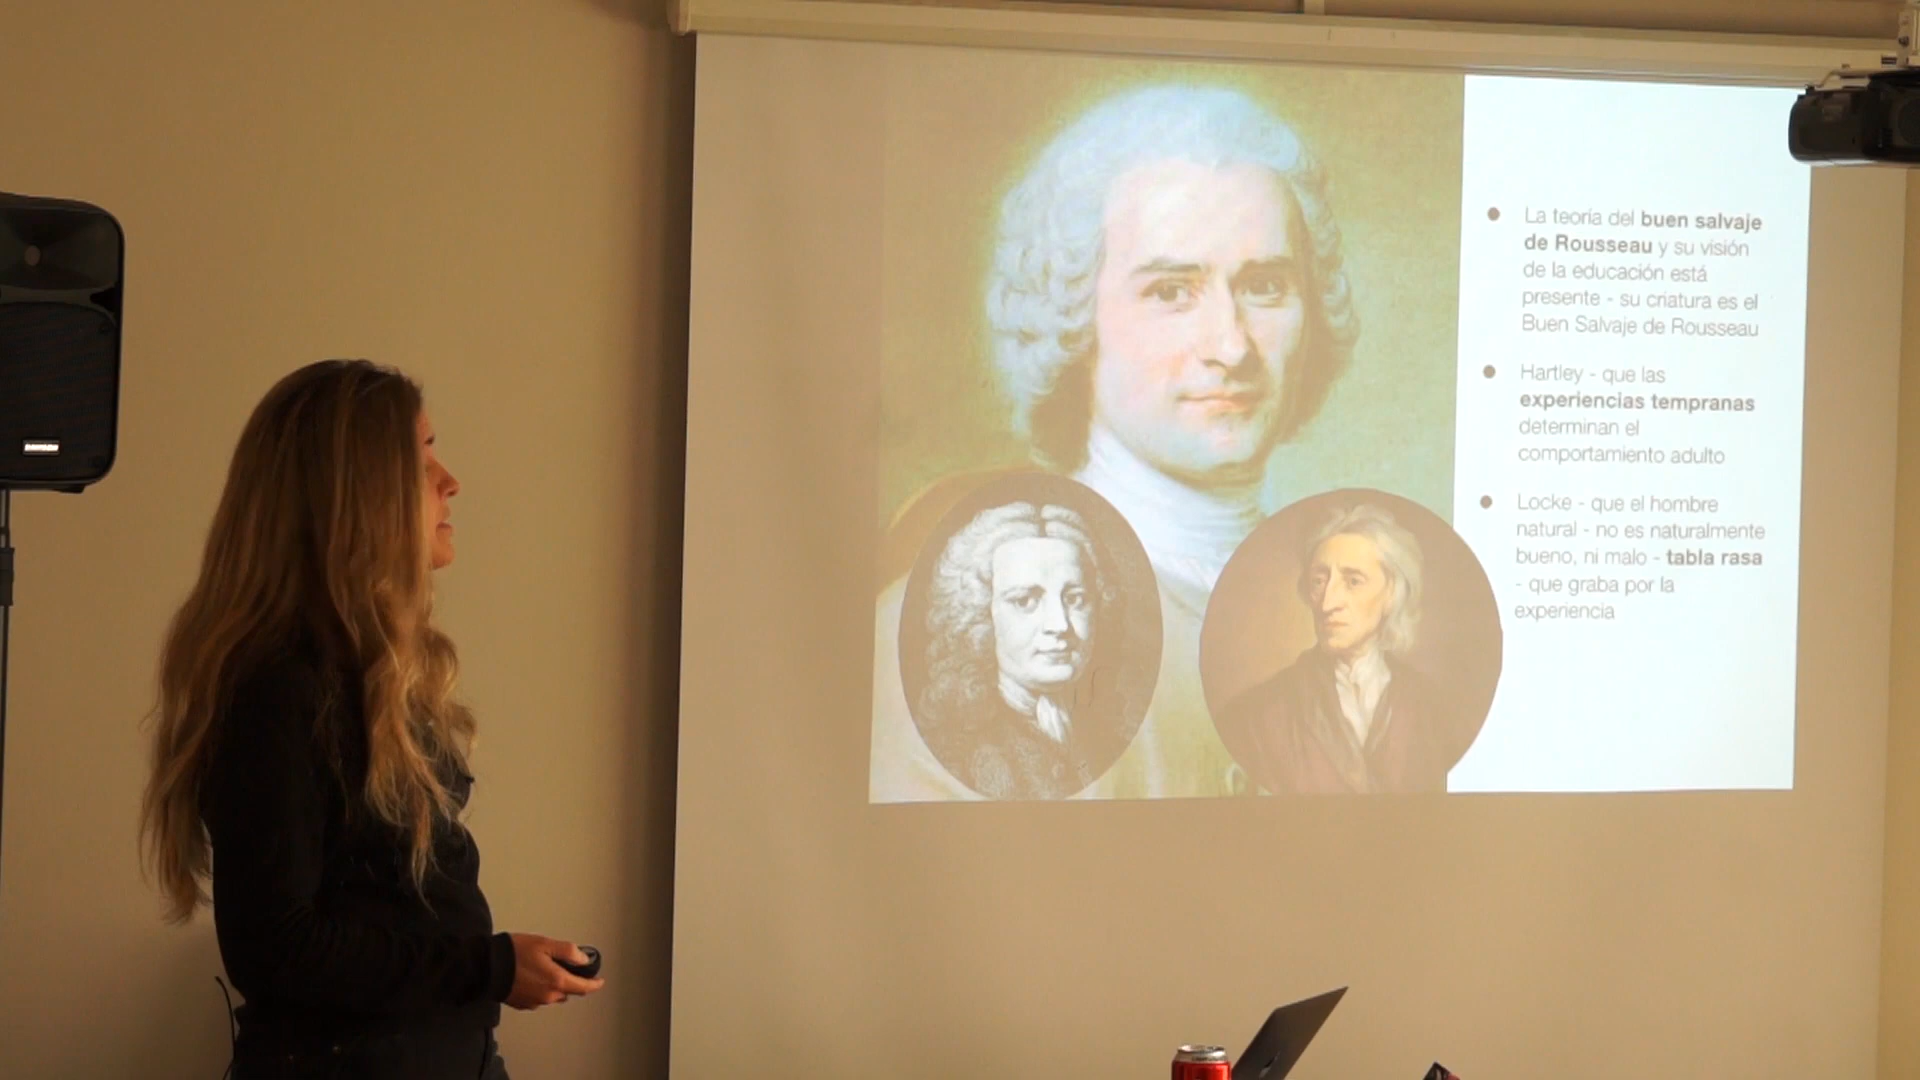 La teoría del buen salvaje
de Rousseau y su visión
de la educación está
presente - su criatura es el
Buen Salvaje de Rousseau
Hartley - que las
experiencias tempranas
determinan el
comportamiento adulto
Locke - que el hombre
natural - no es naturalmente
bueno, ni malo - tabla rasa
- que graba por la
experiencia
SAMSON